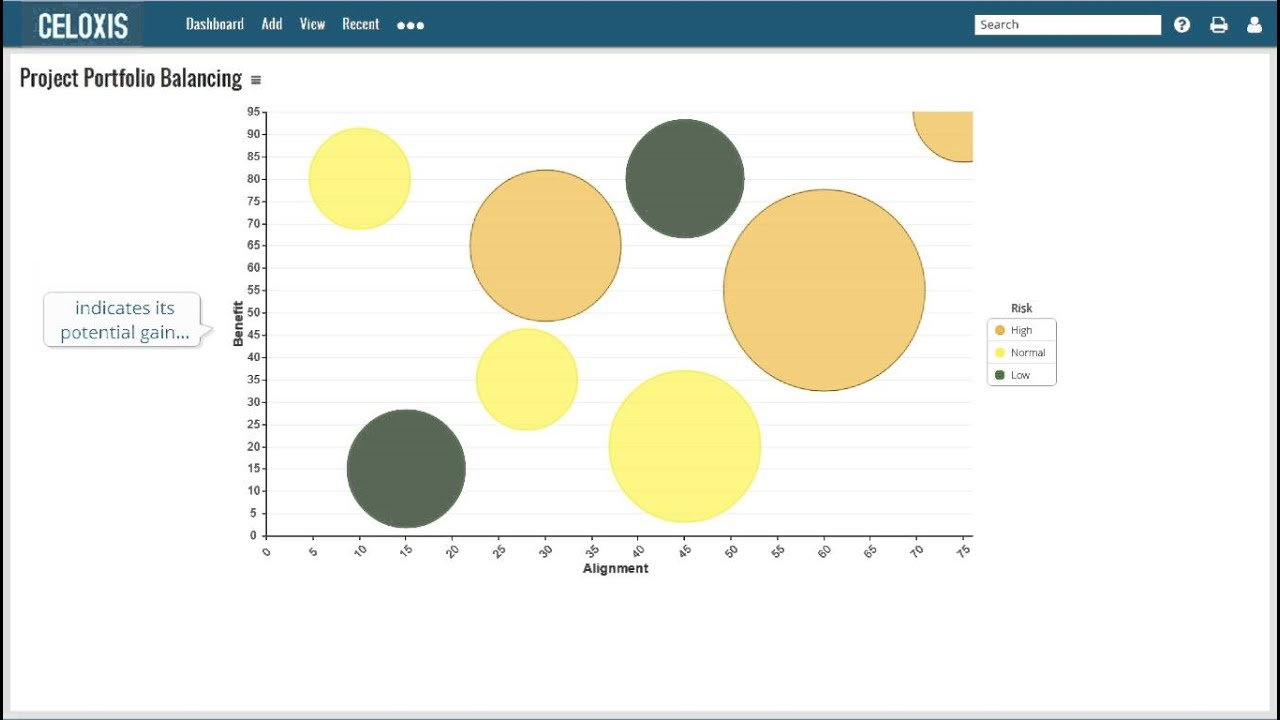 CELOXIS
Dashboard Add View Recent
Search
?
Project Portfolio Balancing
95
90
85
80
75
70
65
60
55
50
45
40
35
30
25
20
15
10
5
0
Benefit
indicates its
potential gain...
0 5 10 15 20 25 30 35 40 45 50 55 60 65 70 75
Alignment
Risk
High
Normal
Low